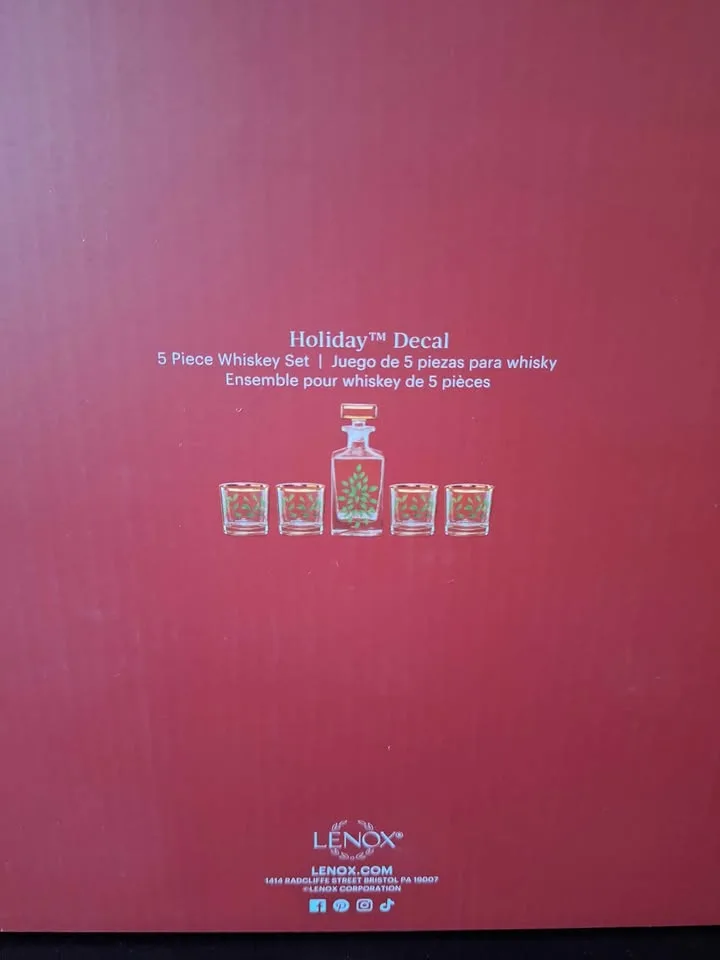 Holiday™ Decal
5 Piece Whiskey Set | Juego de 5 piezas para whisky
Ensemble pour whiskey de 5 pièces
LENOX®
LENOX.COM
1414 RADCLIFFE STREET BRISTOL PA 19007
©LENOX CORPORATION